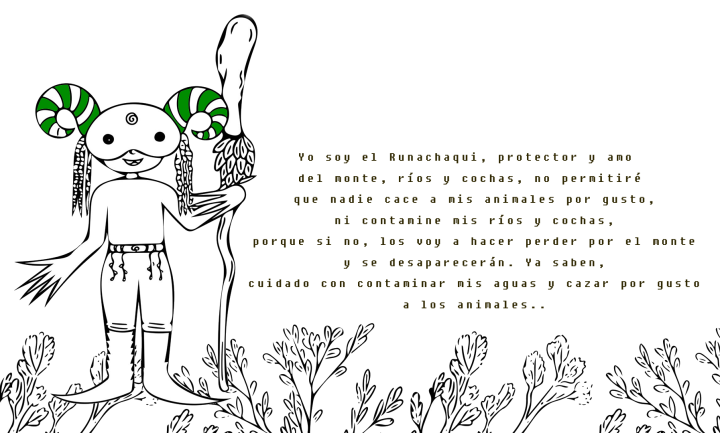 Yo soy el Runachaqui, protector y amo
del monte, ríos y cochas, no permitiré
que nadie cace a mis animales por gusto,
ni contamine mis ríos y cochas,
porque si no, los voy a hacer perder por el monte
y se desaparecerán. Ya saben,
cuidado con contaminar mis aguas y cazar por gusto
a los animales..